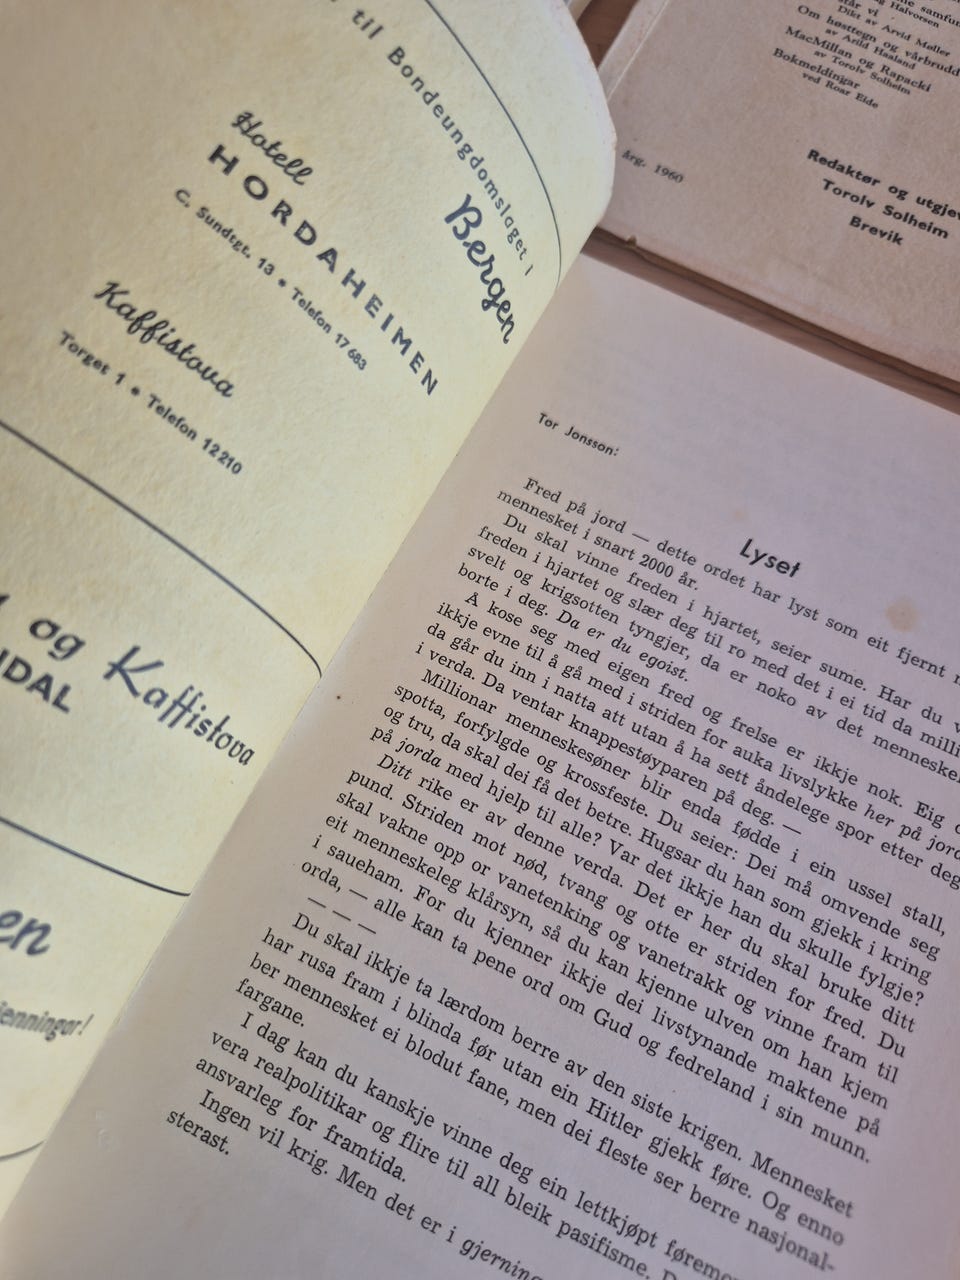 til Bondeungdomslaget i
Bergen
Hotell
HORDAHEIMEN
C. Sundtgt. 13 • Telefon 17683
Kaffistova
Torget 1 • Telefon 12210
og Kaffistova
DAL
en
jenningar!
står vi
Dikt av Arvid Møller
Om hausttegn og vårbrudd
av Arild Haaland
MacMillan og Rapacki
av Torolv Solheim
Bokmeldingar
ved Roar Eide
årg. 1960
Redaktør og utgjev
Torolv Solheim
Brevik
Tor Jonsson:
Lyset
Fred på jord — dette ordet har lyst som eit fjernt
mennesket i snart 2000 år.
Du skal vinne freden i hjartet, seier sume. Har du
freden i hjartet og slær deg til ro med det i ei tid da milli
svelt og krigsotten tyngjer, da er noko av det menneskel
borte i deg. Da er du egoist.
Å kose seg med eigen fred og frelse er ikkje nok. Eig
ikkje evne til å gå med i striden for auka livslykke her på jord
da går du inn i natta att utan å ha sett åndelege spor etter deg
i verda. Da ventar knappestøyparen på deg. —
Millionar menneskesøner blir enda fødde i ein ussel stall,
spotta, forfylgde og krossfeste. Du seier: Dei må omvende seg
og tru, da skal dei få det betre. Hugsar du han som gjekk i kring
på jorda med hjelp til alle? Var det ikkje han du skulle fylgje?
Ditt rike er av denne verda. Det er her du skal bruke ditt
pund. Striden mot nød, tvang og otte er striden for fred. Du
skal vakne opp or vanetenking og vanetrakk og vinne fram til
eit menneskeleg klårsyn, så du kan kjenne ulven om han kjem
i saueham. For du kjenner ikkje dei livstynande maktene på
orda, — alle kan ta pene ord om Gud og fedreland i sin munn.
— — —
Du skal ikkje ta lærdom berre av den siste krigen. Mennesket
har rusa fram i blinda før utan ein Hitler gjekk føre. Og enno
ber mennesket ei blodut fane, men dei fleste ser berre nasjonal-
fargane.
I dag kan du kanskje vinne deg ein lettkjøpt
vera realpolitikar og flire til all bleik pasifisme.
ansvarleg for framtida.
Ingen vil krig. Men det er i gjerning
sterast.